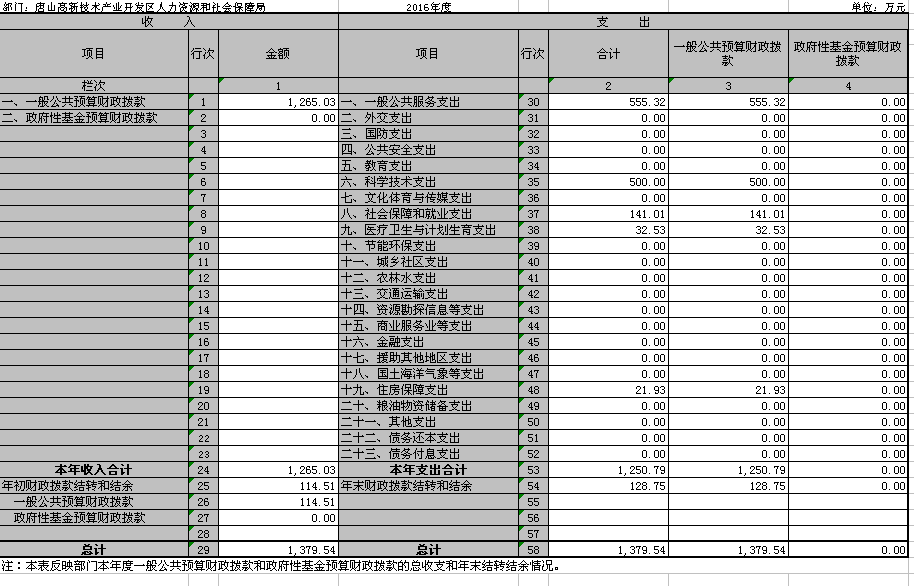 部门：唐山高新技术产业开发区人力资源和社会保障局 2016年度 单位：万元
收 入 支 出
项目 行次 金额 项目 行次 合计 一般公共预算财政拨款 政府性基金预算财政拨款
栏次 1 2 3 4
一、一般公共预算财政拨款 1 1,265.03 一、一般公共服务支出 30 555.32 555.32 0.00
二、政府性基金预算财政拨款 2 0.00 二、外交支出 31 0.00 0.00 0.00
3 三、国防支出 32 0.00 0.00 0.00
4 四、公共安全支出 33 0.00 0.00 0.00
5 五、教育支出 34 0.00 0.00 0.00
6 六、科学技术支出 35 500.00 500.00 0.00
7 七、文化体育与传媒支出 36 0.00 0.00 0.00
8 八、社会保障和就业支出 37 141.01 141.01 0.00
9 九、医疗卫生与计划生育支出 38 32.53 32.53 0.00
10 十、节能环保支出 39 0.00 0.00 0.00
11 十一、城乡社区支出 40 0.00 0.00 0.00
12 十二、农林水支出 41 0.00 0.00 0.00
13 十三、交通运输支出 42 0.00 0.00 0.00
14 十四、资源勘探信息等支出 43 0.00 0.00 0.00
15 十五、商业服务业等支出 44 0.00 0.00 0.00
16 十六、金融支出 45 0.00 0.00 0.00
17 十七、援助其他地区支出 46 0.00 0.00 0.00
18 十八、国土海洋气象等支出 47 0.00 0.00 0.00
19 十九、住房保障支出 48 21.93 21.93 0.00
20 二十、粮油物资储备支出 49 0.00 0.00 0.00
21 二十一、其他支出 50 0.00 0.00 0.00
22 二十二、债务还本支出 51 0.00 0.00 0.00
23 二十三、债务付息支出 52 0.00 0.00 0.00
本年收入合计 24 1,265.03 本年支出合计 53 1,250.79 1,250.79 0.00
年初财政拨款结转和结余 25 114.51 年末财政拨款结转和结余 54 128.75 128.75 0.00
一般公共预算财政拨款 26 114.51 55
政府性基金预算财政拨款 27 0.00 56
28 57
总计 29 1,379.54 总计 58 1,379.54 1,379.54 0.00
注：本表反映部门本年度一般公共预算财政拨款和政府性基金预算财政拨款的总收支和年末结转结余情况。